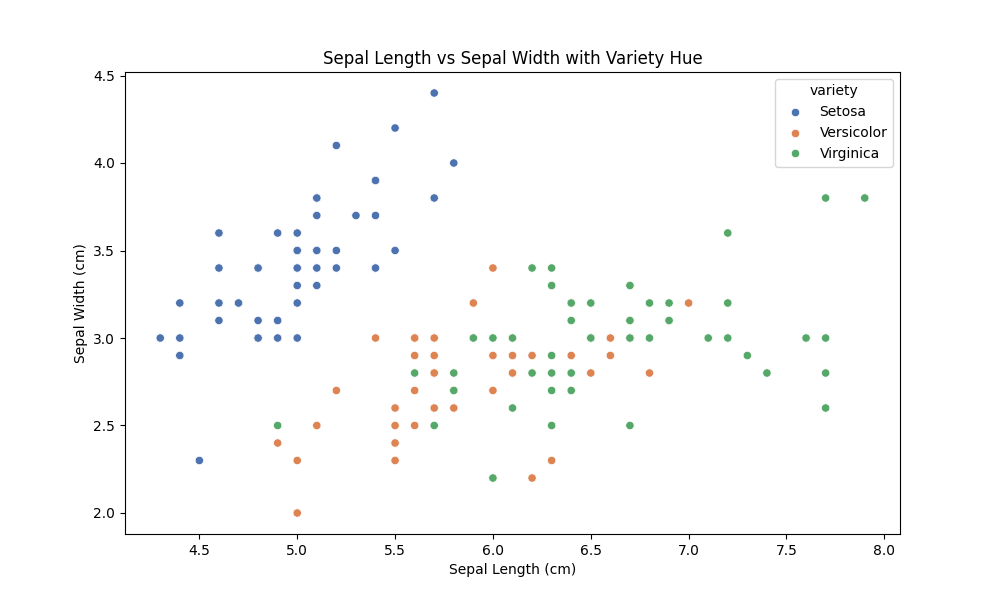 Sepal Length vs Sepal Width with Variety Hue
variety
Setosa
Versicolor
Virginica
Sepal Width (cm)
4.5
4.0
3.5
3.0
2.5
2.0
4.5 5.0 5.5 6.0 6.5 7.0 7.5 8.0
Sepal Length (cm)